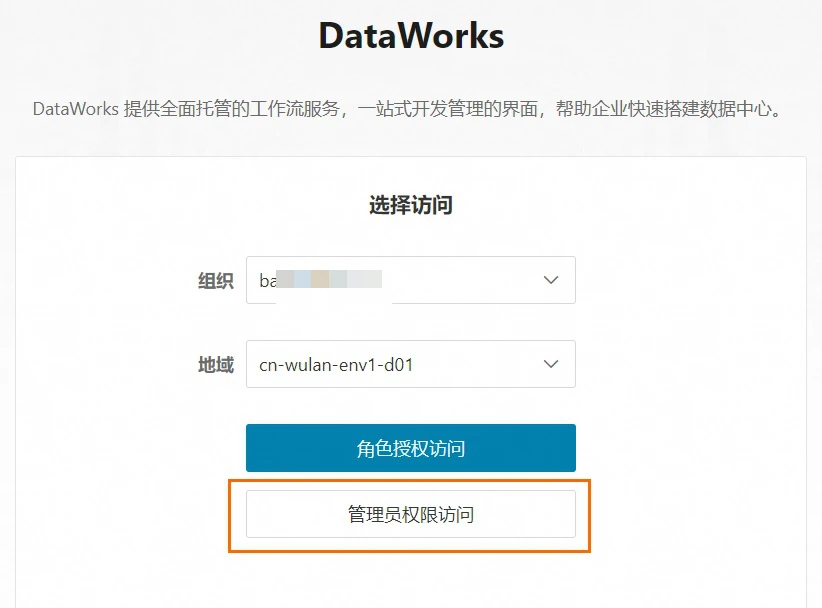 DataWorks
DataWorks 提供全面托管的工作流服务，一站式开发管理的界面，帮助企业快速搭建数据中心。
选择访问
组织 ba
地域 cn-wulan-env1-d01
角色授权访问
管理员权限访问